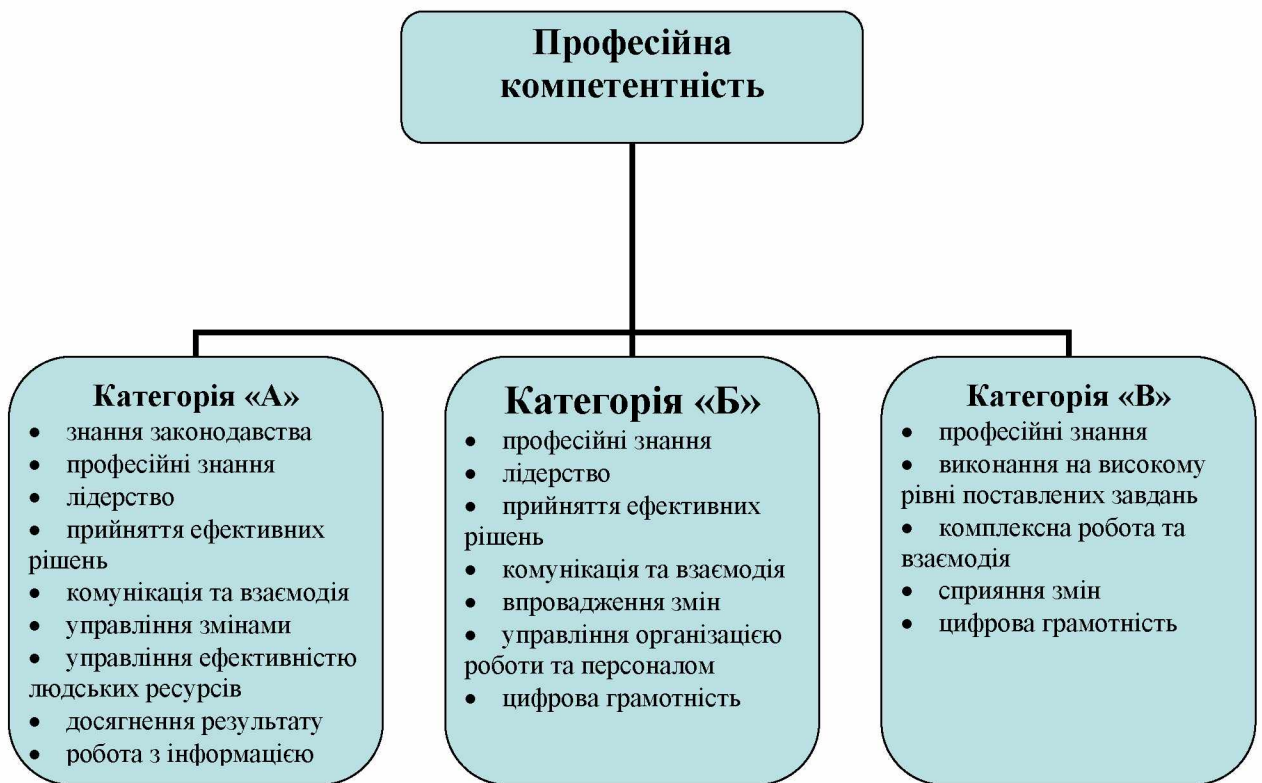 Професійна
компетентність
Категорія «А»
• знання законодавства
• професійні знання
• лідерство
• прийняття ефективних
рішень
• комунікація та взаємодія
• управління змінами
• управління ефективністю
людських ресурсів
• досягнення результату
• робота з інформацією
Категорія «Б»
• професійні знання
• лідерство
• прийняття ефективних
рішень
• комунікація та взаємодія
• впровадження змін
• управління організацією
роботи та персоналом
• цифрова грамотність
Категорія «В»
• професійні знання
• виконання на високому
рівні поставлених завдань
• комплексна робота та
взаємодія
• сприяння змін
• цифрова грамотність